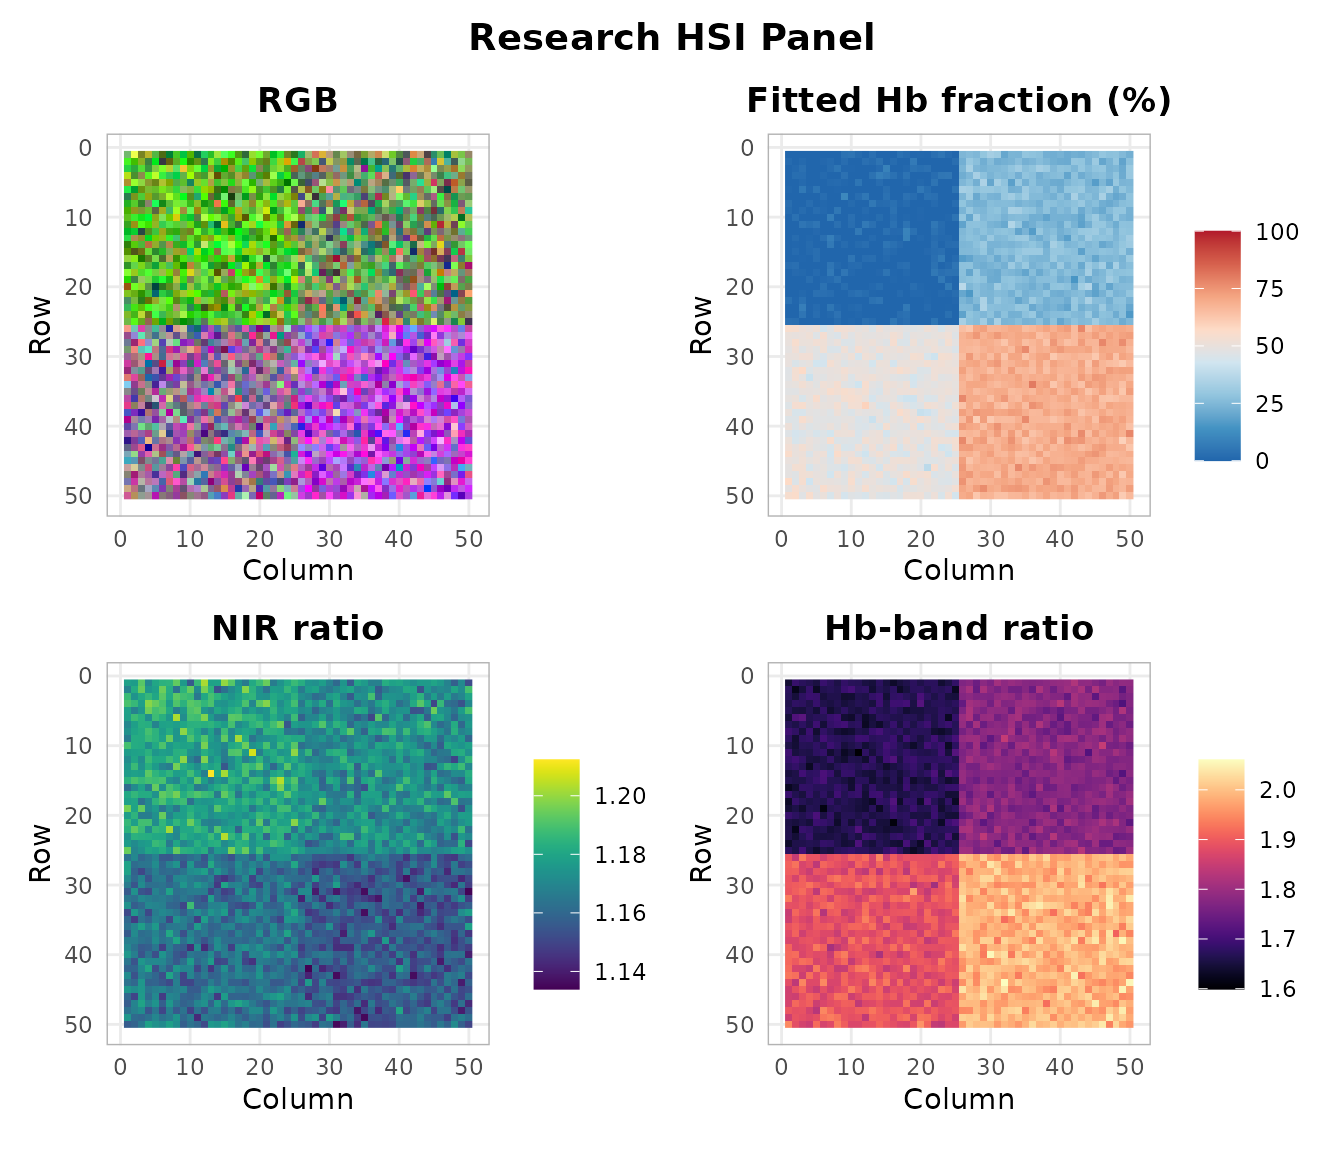 Research HSI Panel
RGB
Fitted Hb fraction (%)
0
10
20
30
40
50
Row
0 10 20 30 40 50
Column
0
10
20
30
40
50
Row
0 10 20 30 40 50
Column
100
75
50
25
0
NIR ratio
Hb-band ratio
0
10
20
30
40
50
Row
0 10 20 30 40 50
Column
1.20
1.18
1.16
1.14
0
10
20
30
40
50
Row
0 10 20 30 40 50
Column
2.0
1.9
1.8
1.7
1.6